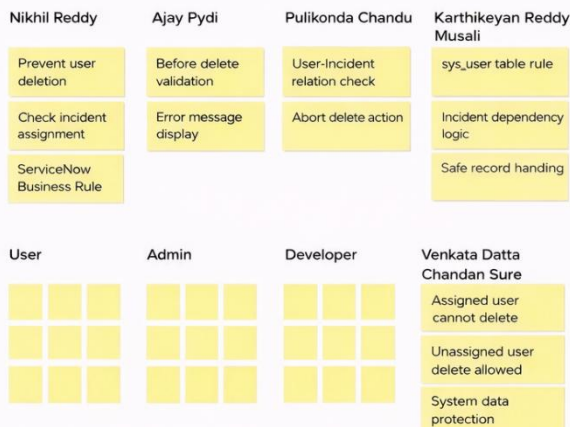 Nikhil Reddy
Prevent user
deletion
Check incident
assignment
ServiceNow
Business Rule
Ajay Pydi
Before delete
validation
Error message
display
Pulikonda Chandu
User-Incident
relation check
Abort delete action
Karthikeyan Reddy
Musali
sys_user table rule
Incident dependency
logic
Safe record handing
User
Admin
Developer
Venkata Datta
Chandan Sure
Assigned user
cannot delete
Unassigned user
delete allowed
System data
protection